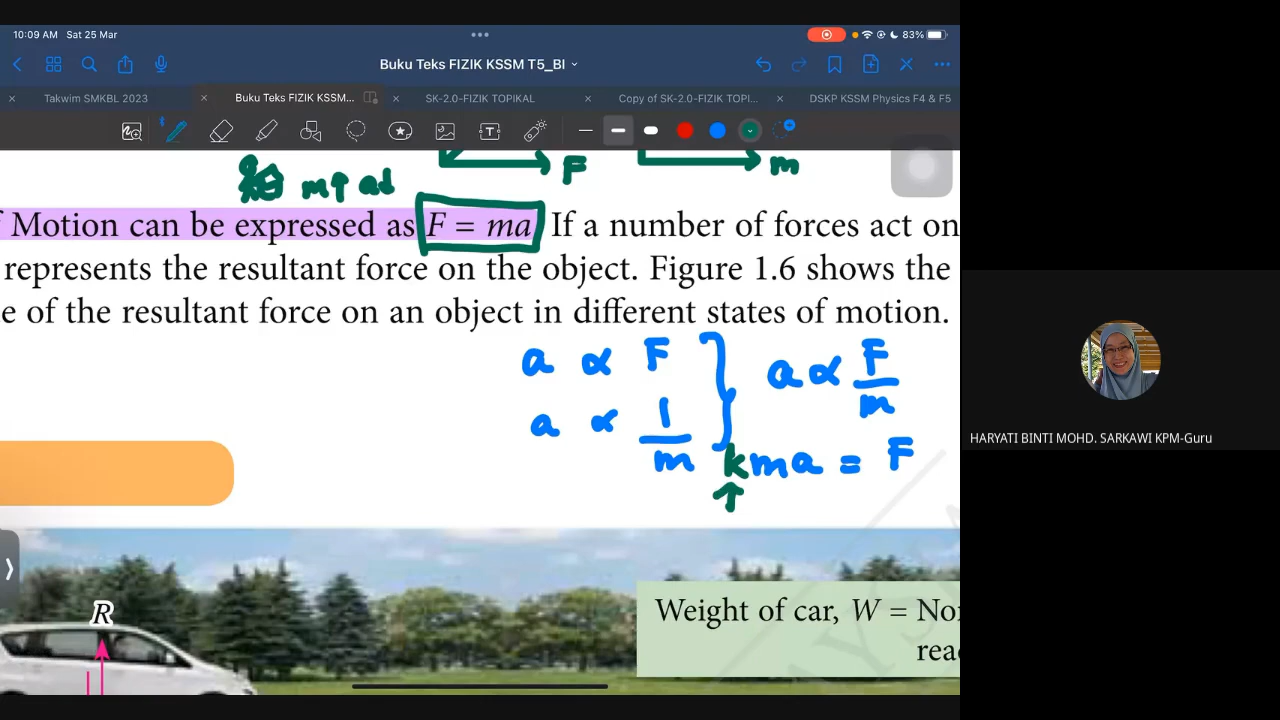 10:09 AM Sat 25 Mar
83%
Buku Teks FIZIK KSSM T5_BI
Takwim SMKBL 2023
Buku Teks FIZIK KSSM...
SK-2.0-FIZIK TOPIKAL
Copy of SK-2.0-FIZIK TOPI...
DSKP KSSM Physics F4 & F5
F
m
m↑ a↓
f Motion can be expressed as F = ma. If a number of forces act on
represents the resultant force on the object. Figure 1.6 shows the
e of the resultant force on an object in different states of motion.
a ∝ F
a ∝ 1/m
a ∝ F/m
kma = F
R
Weight of car, W = Nor
reac
HARYATI BINTI MOHD. SARKAWI KPM-Guru